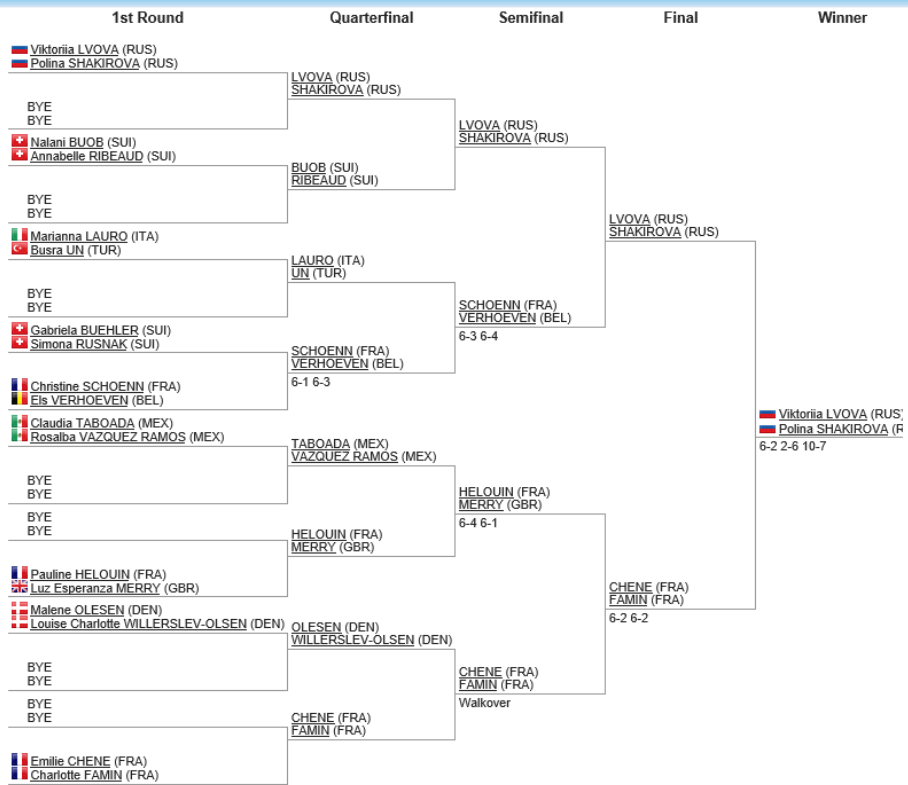 1st Round
Quarterfinal
Semifinal
Final
Winner
Viktoriia LVOVA (RUS)
Polina SHAKIROVA (RUS)
BYE
BYE
Nalani BUOB (SUI)
Annabelle RIBEAUD (SUI)
BYE
BYE
Marianna LAURO (ITA)
Busra UN (TUR)
BYE
BYE
Gabriela BUEHLER (SUI)
Simona RUSNAK (SUI)
Christine SCHOENN (FRA)
Els VERHOEVEN (BEL)
Claudia TABOADA (MEX)
Rosalba VAZQUEZ RAMOS (MEX)
BYE
BYE
BYE
BYE
Pauline HELOUIN (FRA)
Luz Esperanza MERRY (GBR)
Malene OLESEN (DEN)
Louise Charlotte WILLERSLEV-OLSEN (DEN)
BYE
BYE
BYE
BYE
Emilie CHENE (FRA)
Charlotte FAMIN (FRA)
LVOVA (RUS)
SHAKIROVA (RUS)
BUOB (SUI)
RIBEAUD (SUI)
LAURO (ITA)
UN (TUR)
SCHOENN (FRA)
VERHOEVEN (BEL)
6-1 6-3
TABOADA (MEX)
VAZQUEZ RAMOS (MEX)
HELOUIN (FRA)
MERRY (GBR)
OLESEN (DEN)
WILLERSLEV-OLSEN (DEN)
CHENE (FRA)
FAMIN (FRA)
LVOVA (RUS)
SHAKIROVA (RUS)
SCHOENN (FRA)
VERHOEVEN (BEL)
6-3 6-4
HELOUIN (FRA)
MERRY (GBR)
6-4 6-1
CHENE (FRA)
FAMIN (FRA)
Walkover
LVOVA (RUS)
SHAKIROVA (RUS)
CHENE (FRA)
FAMIN (FRA)
6-2 6-2
Viktoriia LVOVA (RUS)
Polina SHAKIROVA (R
6-2 2-6 10-7